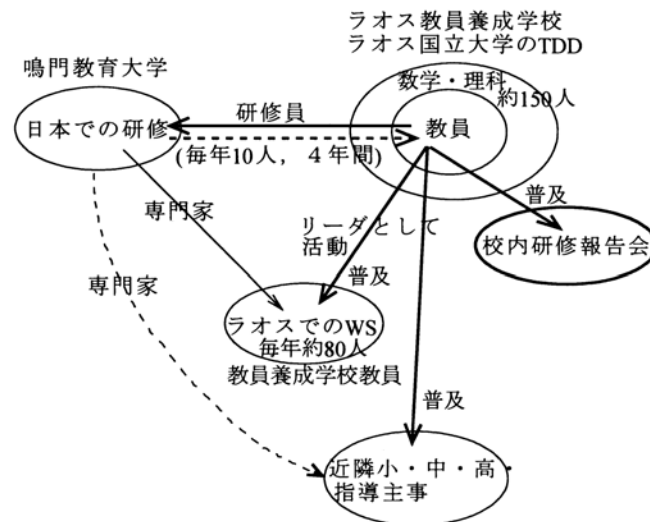 ラオス教員養成学校
ラオス国立大学のTDD
鳴門教育大学
数学・理科
約150人
研修員
日本での研修
教員
(毎年10人, 4年間)
普及
専門家
リーダとして
活動
校内研修報告会
専門家
普及
ラオスでのWS
毎年約80人
教員養成学校教員
普及
近隣小・中・高・
指導主事